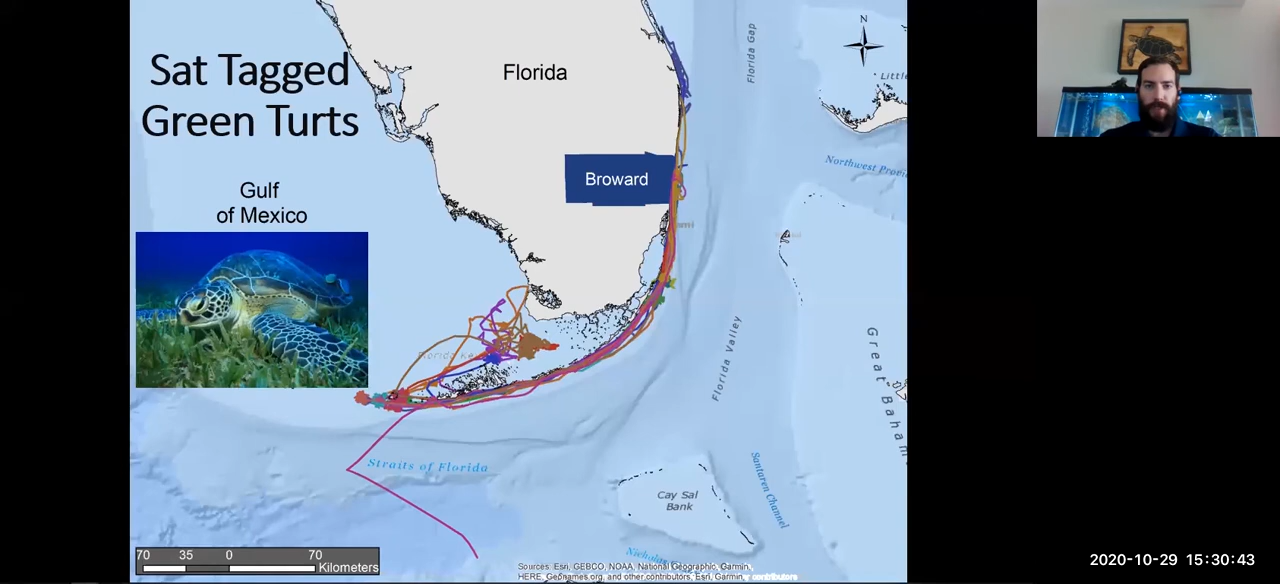 Sat Tagged
Green Turts
Gulf
of Mexico
Florida
Broward
N
Florida Gap
Little
Northwest Provi
Florida Valley
Great Baham
Straits of Florida
Cay Sal
Bank
Santaren Channel
70 35 0 70
Kilometers
Sources: Esri, GEBCO, NOAA, National Geographic, Garmin,
HERE, Geonames.org, and other contributors, Esri, Garmin
2020-10-29 15:30:43